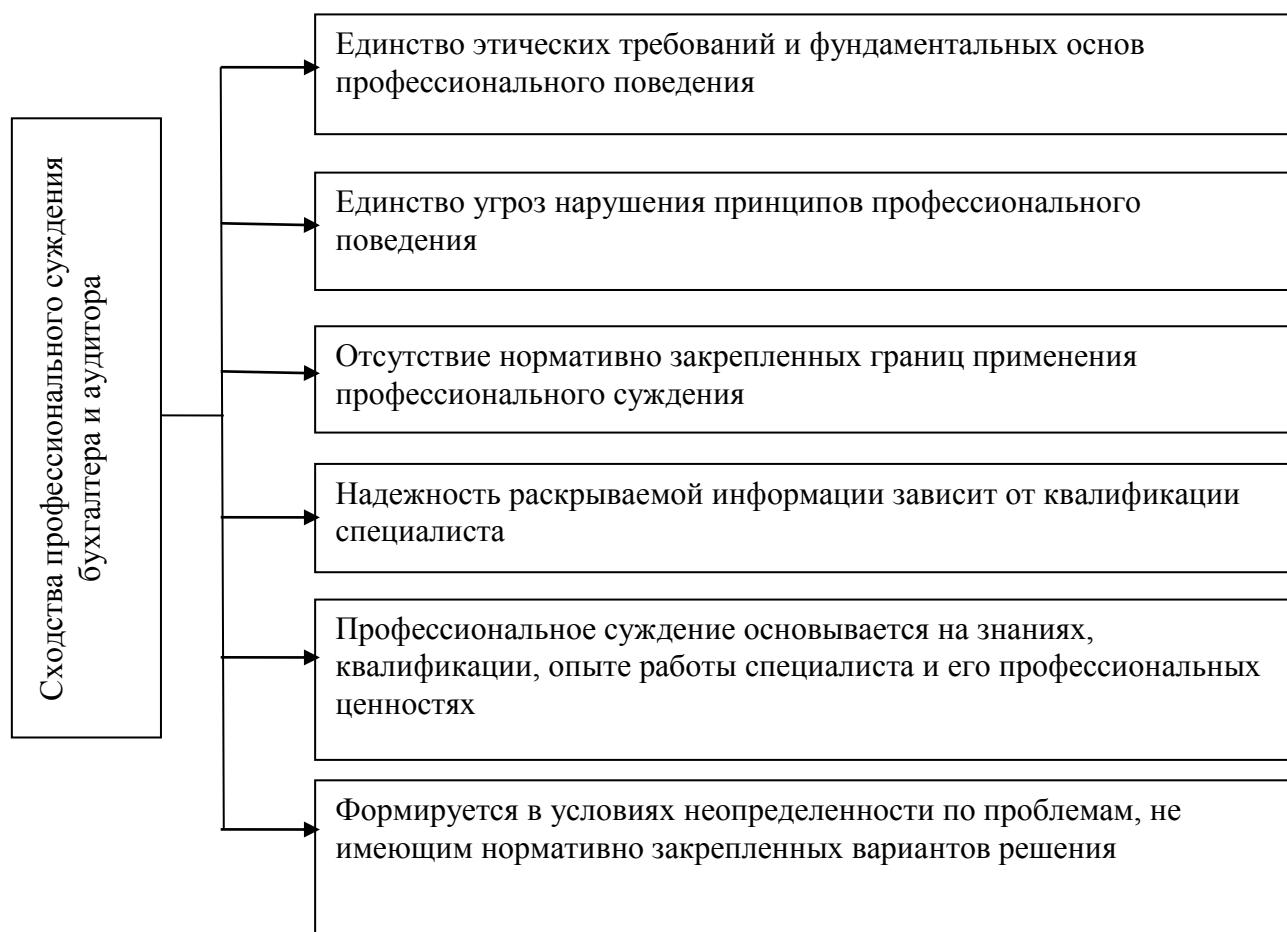 Сходства профессионального суждения
бухгалтера и аудитора
Единство этических требований и фундаментальных основ
профессионального поведения
Единство угроз нарушения принципов профессионального
поведения
Отсутствие нормативно закрепленных границ применения
профессионального суждения
Надежность раскрываемой информации зависит от квалификации
специалиста
Профессиональное суждение основывается на знаниях,
квалификации, опыте работы специалиста и его профессиональных
ценностях
Формируется в условиях неопределенности по проблемам, не
имеющим нормативно закрепленных вариантов решения